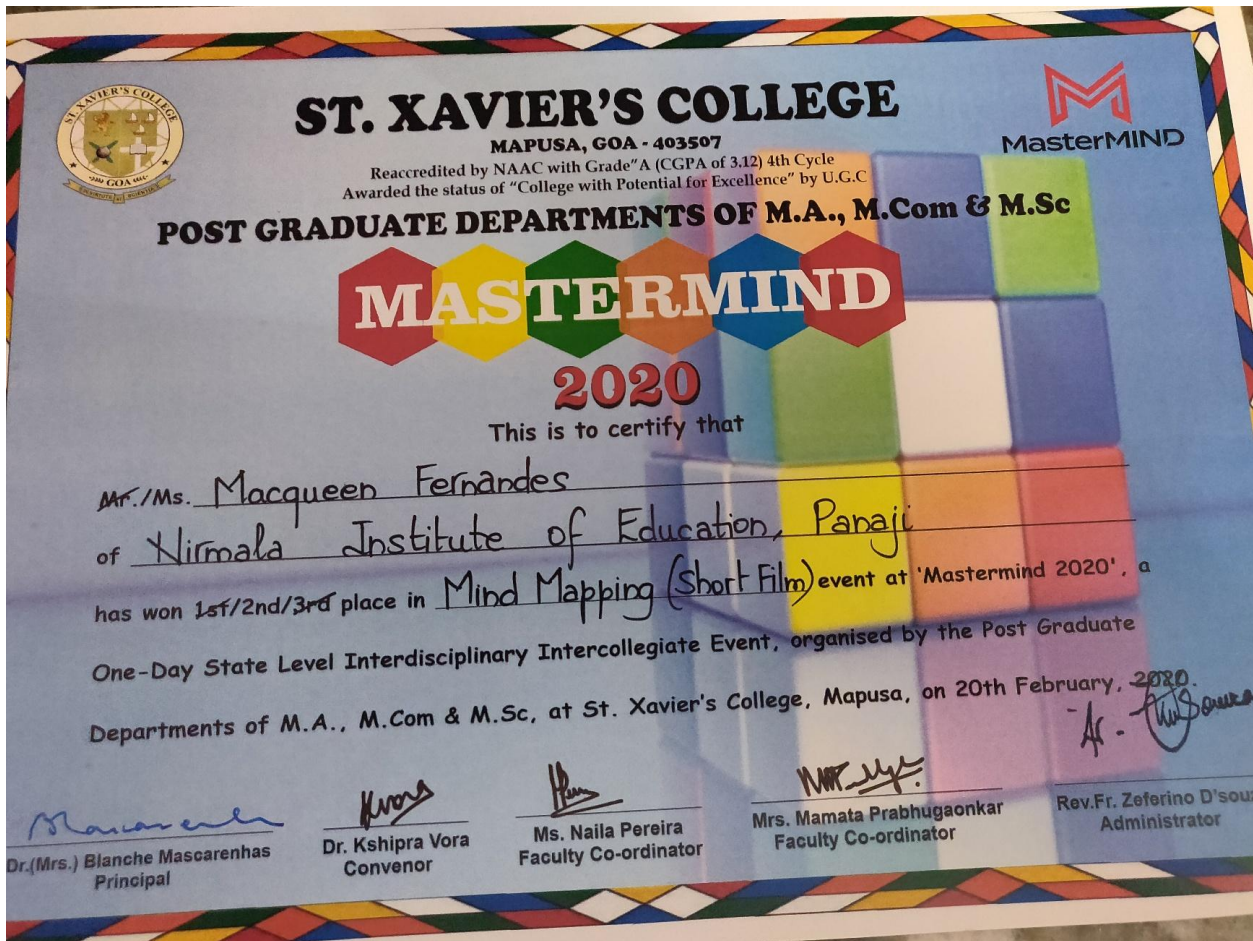 ST. XAVIER'S COLLEGE
GOA
ST. XAVIER'S COLLEGE
MAPUSA, GOA - 403507
Reaccredited by NAAC with Grade"A (CGPA of 3.12) 4th Cycle
Awarded the status of "College with Potential for Excellence" by U.G.C
MasterMIND
POST GRADUATE DEPARTMENTS OF M.A., M.Com & M.Sc
MASTERMIND
2020
This is to certify that
Mr./Ms. Macqueen Fernandes
of Nirmala Institute of Education, Panaji
has won 1st/2nd/3rd place in Mind Mapping (Short Film) event at 'Mastermind 2020', a
One-Day State Level Interdisciplinary Intercollegiate Event, organised by the Post Graduate
Departments of M.A., M.Com & M.Sc, at St. Xavier's College, Mapusa, on 20th February, 2020.
Dr.(Mrs.) Blanche Mascarenhas
Principal
Dr. Kshipra Vora
Convenor
Ms. Naila Pereira
Faculty Co-ordinator
Mrs. Mamata Prabhugaonkar
Faculty Co-ordinator
Rev.Fr. Zeferino D'sou
Administrator